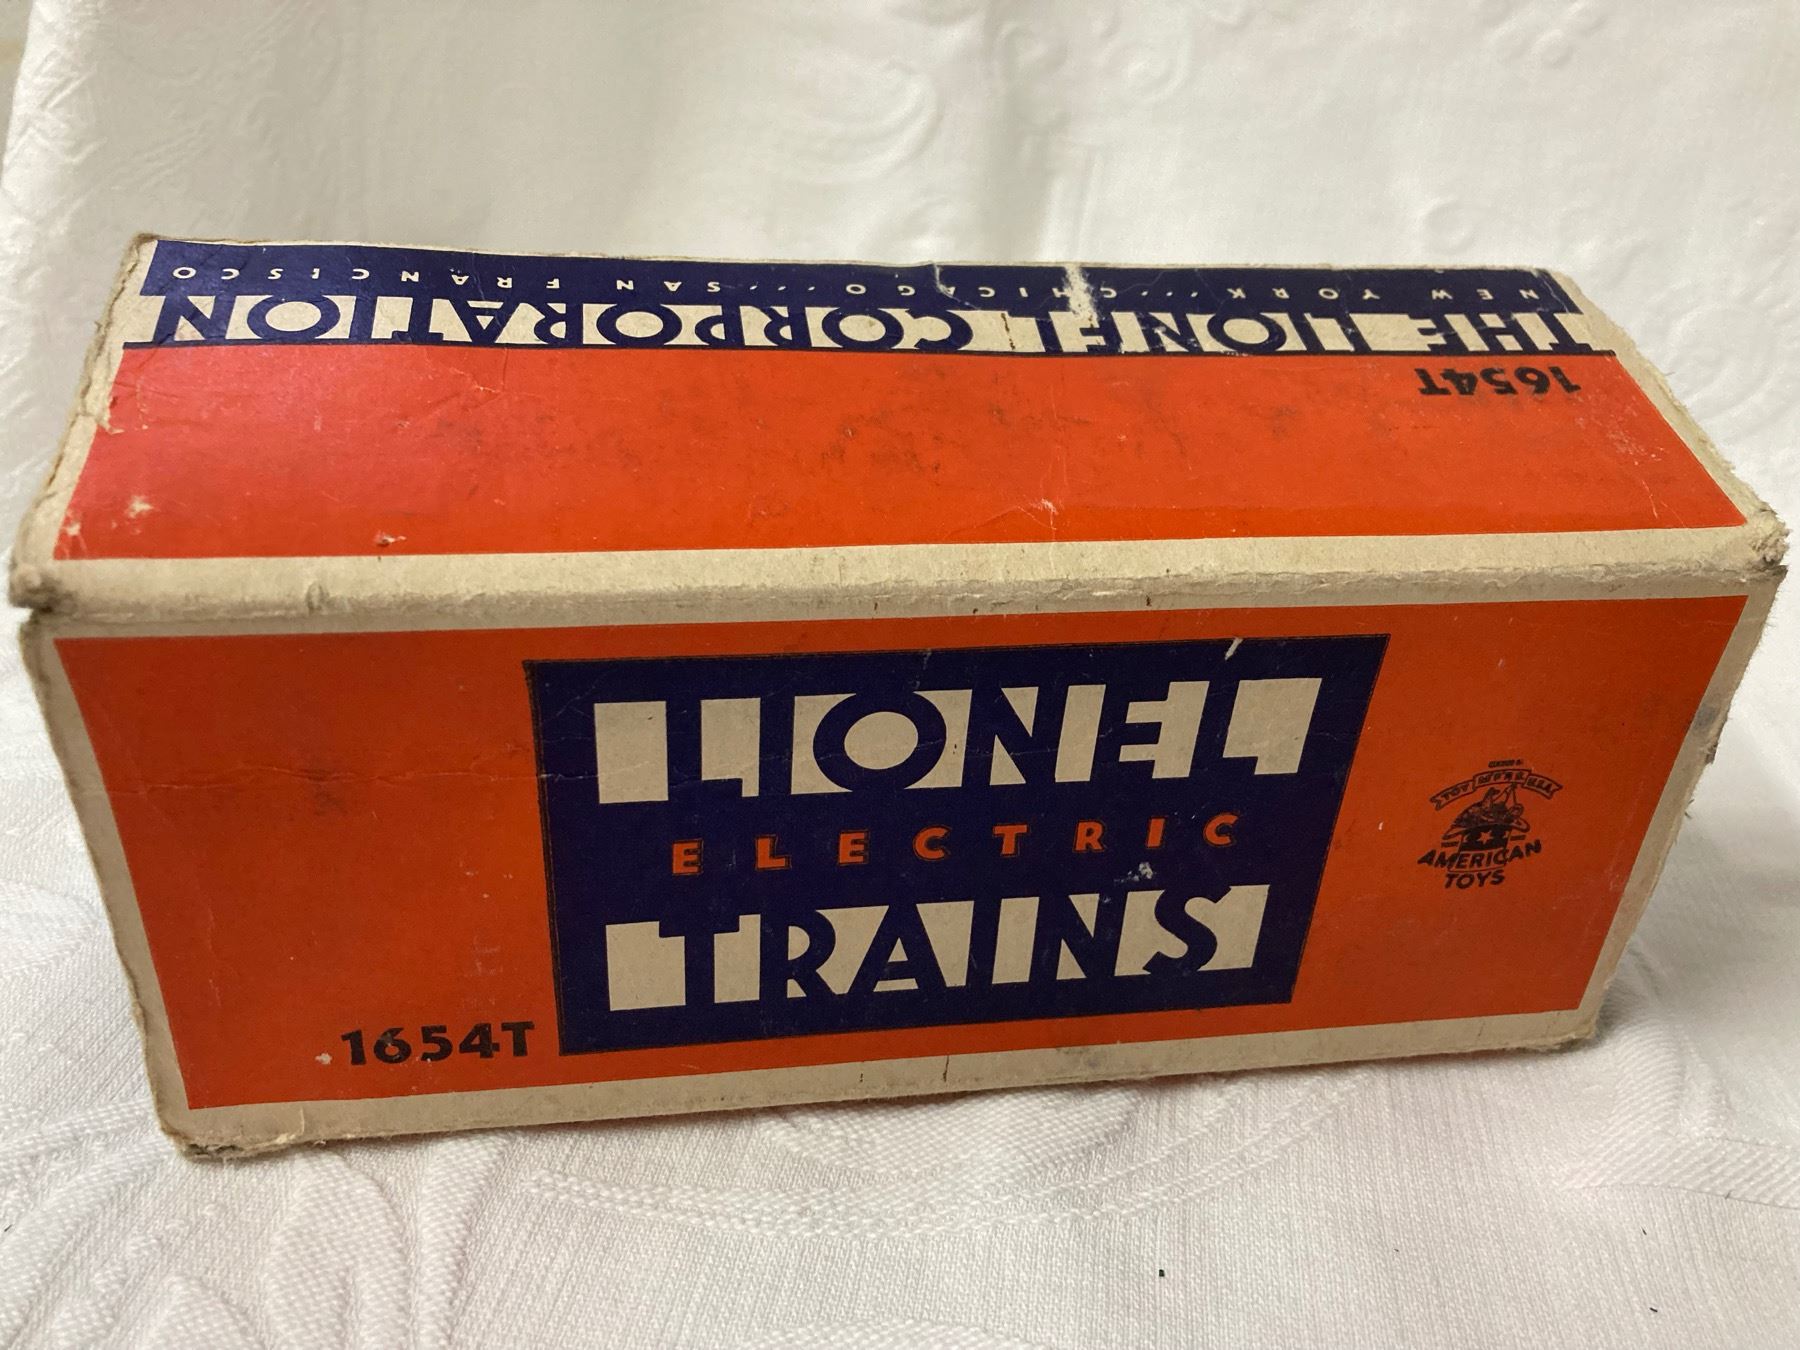 NEW YORK ··· CHICAGO ··· SAN FRANCISCO
THE LIONEL CORPORATION
1654T
LIONEL
ELECTRIC
TRAINS
1654T
AMERICAN
TOYS